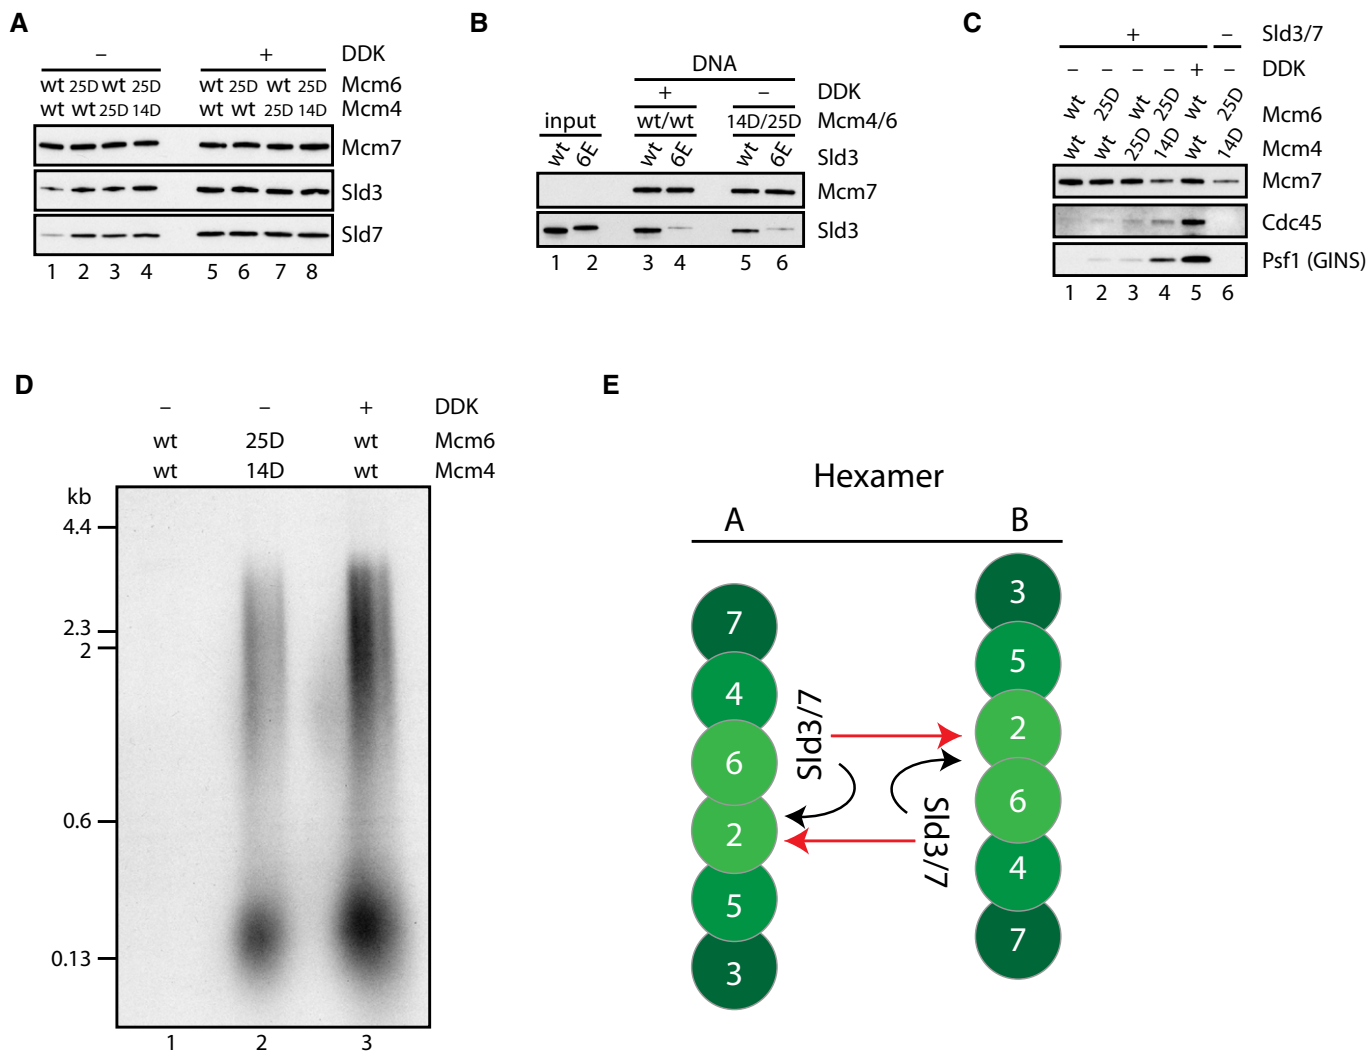 A
– + DDK
wt 25D wt 25D wt 25D wt 25D Mcm6
wt wt 25D 14D wt wt 25D 14D Mcm4
Mcm7
Sld3
Sld7
1 2 3 4 5 6 7 8
B
DNA
+ – DDK
input wt/wt 14D/25D Mcm4/6
wt 6E wt 6E wt 6E Sld3
Mcm7
Sld3
1 2 3 4 5 6
C
+ – Sld3/7
– – – – + – DDK
wt 25D wt 25D wt 25D Mcm6
wt wt 25D 14D wt 14D Mcm4
Mcm7
Cdc45
Psf1 (GINS)
1 2 3 4 5 6
D
– – + DDK
wt 25D wt Mcm6
wt 14D wt Mcm4
kb
4.4
2.3
2
0.6
0.13
1 2 3
E
Hexamer
A B
7
4
6
2
5
3
Sld3/7
Sld3/7
3
5
2
6
4
7